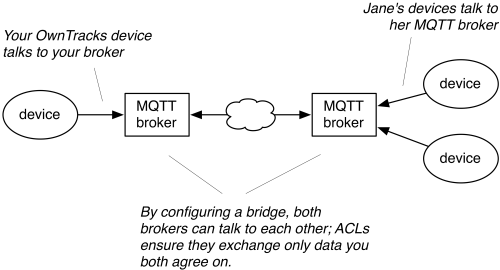 Your OwnTracks device
talks to your broker
Jane's devices talk to
her MQTT broker
device
MQTT
broker
MQTT
broker
device
device
By configuring a bridge, both
brokers can talk to each other; ACLs
ensure they exchange only data you
both agree on.